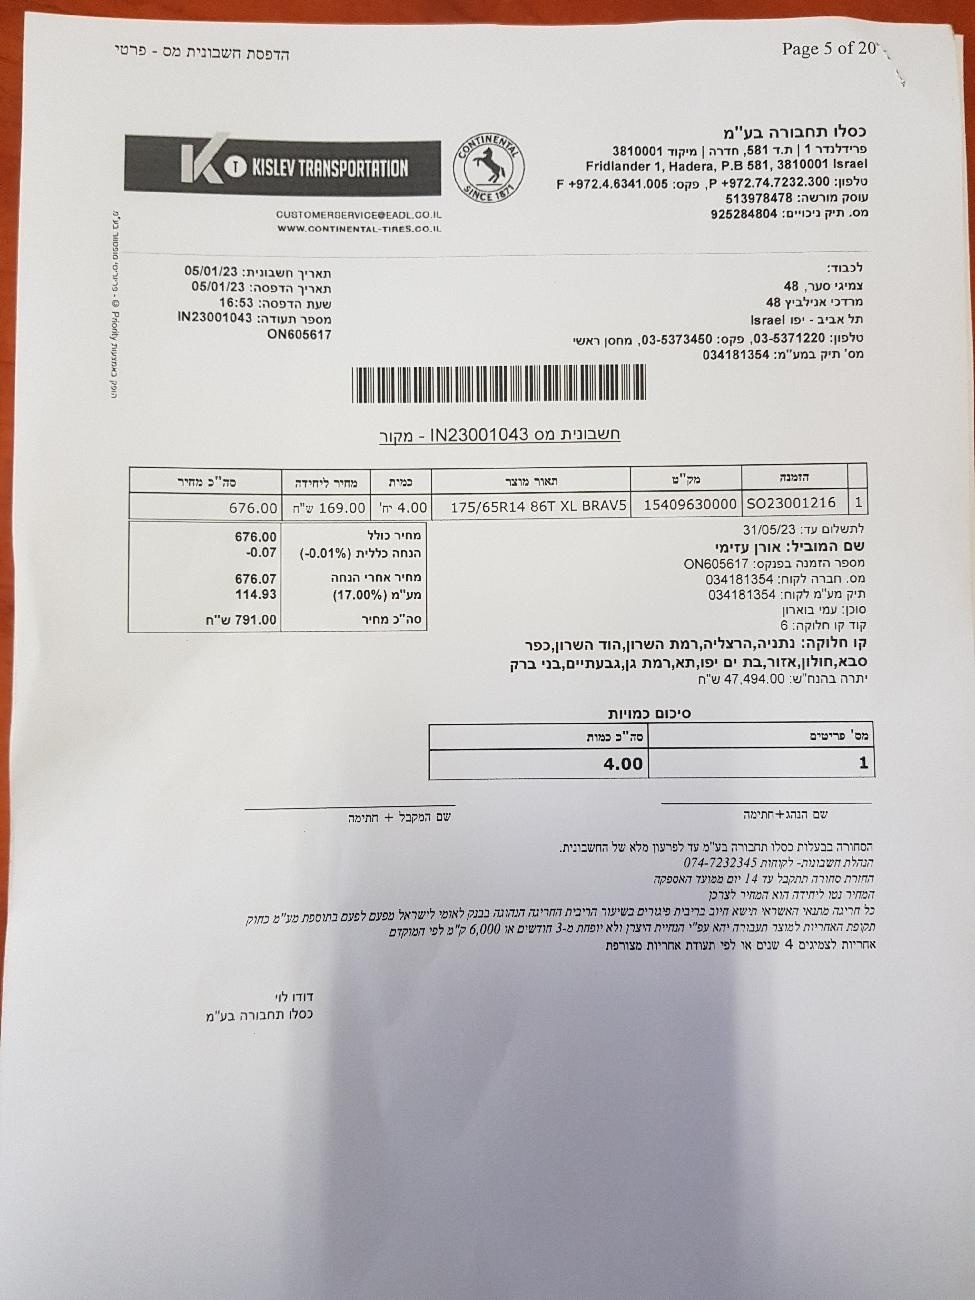 הדפסת חשבונית מס - פרטי
Page 5 of 20
כסלו תחבורה בע"מ
פרידלנדר 1 | ת.ד 581, חדרה | מיקוד 3810001
Fridlander 1, Hadera, P.B 581, 3810001 Israel
טלפון: P +972.74.7232.300, פקס: F +972.4.6341.005
עוסק מורשה: 513978478
מס. תיק ניכויים: 925284804
CONTINENTAL
SINCE 1871
K T KISLEV TRANSPORTATION
CUSTOMERSERVICE@EADL.CO.IL
WWW.CONTINENTAL-TIRES.CO.IL
לכבוד:
צמיגי סער, 48
מרדכי אנילביץ 48
תל אביב - יפו Israel
טלפון: 03-5371220, פקס: 03-5373450, מחסן ראשי
מס' תיק במע"מ: 034181354
תאריך חשבונית: 05/01/23
תאריך הדפסה: 05/01/23
שעת הדפסה: 16:53
מספר תעודה: IN23001043
ON605617
חשבונית מס IN23001043 - מקור
הזמנה מק"ט תאור מוצר כמית מחיר ליחידה סה"כ מחיר
1 SO23001216 15409630000 175/65R14 86T XL BRAV5 4.00 יח' 169.00 ש"ח 676.00
מחיר כולל 676.00
הנחה כללית (-0.01%) -0.07
מחיר אחרי הנחה 676.07
מע"מ (17.00%) 114.93
סה"כ מחיר 791.00 ש"ח
לתשלום עד: 31/05/23
שם המוביל: אורן עזימי
מספר הזמנה בפנקס: ON605617
מס. חברה לקוח: 034181354
תיק מע"מ לקוח: 034181354
סוכן: עמי בוארון
קוד קו חלוקה: 6
קו חלוקה: נתניה,הרצליה,רמת השרון,הוד השרון,כפר
סבא,חולון,אזור,בת ים יפו,תא,רמת גן,גבעתיים,בני ברק
יתרה בהנח"ש: 47,494.00 ש"ח
סיכום כמויות
מס' פריטים סה"כ כמות
1 4.00
שם הנהג+חתימה
שם המקבל + חתימה
הסחורה בבעלות כסלו תחבורה בע"מ עד לפרעון מלא של החשבונית.
הנהלת חשבונות- לקוחות 074-7232345
החזרת סחורה תתקבל עד 14 יום ממועד האספקה
המחיר נטו ליחידה הוא המחיר לצרכן
כל חריגה מתנאי האשראי תישא חיוב בריבית פיגורים בשיעור הריבית החריגה הנהוגה בבנק לאומי לישראל מפעם לפעם בתוספת מע"מ כחוק
תקופת האחריות למוצר תעבורה יהא עפ"י הנחיית היצרן ולא יופחת מ-3 חודשים או 6,000 ק"מ לפי המוקדם
אחריות לצמיגים 4 שנים או לפי תעודת אחריות מצורפת
דודו לוי
כסלו תחבורה בע"מ